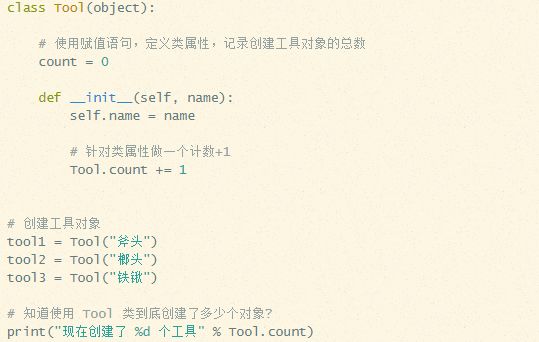 class Tool(object):
# 使用赋值语句，定义类属性，记录创建工具对象的总数
count = 0
def __init__(self, name):
self.name = name
# 针对类属性做一个计数+1
Tool.count += 1
# 创建工具对象
tool1 = Tool("斧头")
tool2 = Tool("榔头")
tool3 = Tool("铁锹")
# 知道使用 Tool 类到底创建了多少个对象?
print("现在创建了 %d 个工具" % Tool.count)